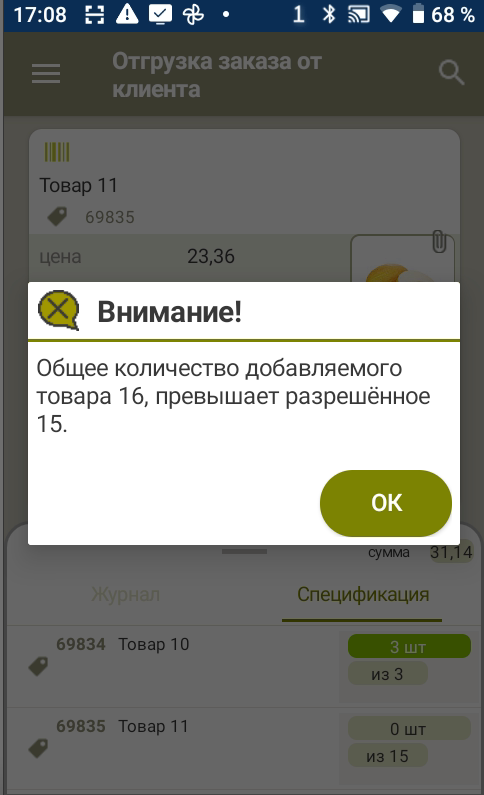 17:08 1 68 %
Отгрузка заказа от
клиента
Товар 11
69835
цена 23,36
Внимание!
Общее количество добавляемого
товара 16, превышает разрешённое
15.
ОК
сумма 31,14
Журнал Спецификация
69834 Товар 10 3 шт
из 3
69835 Товар 11 0 шт
из 15